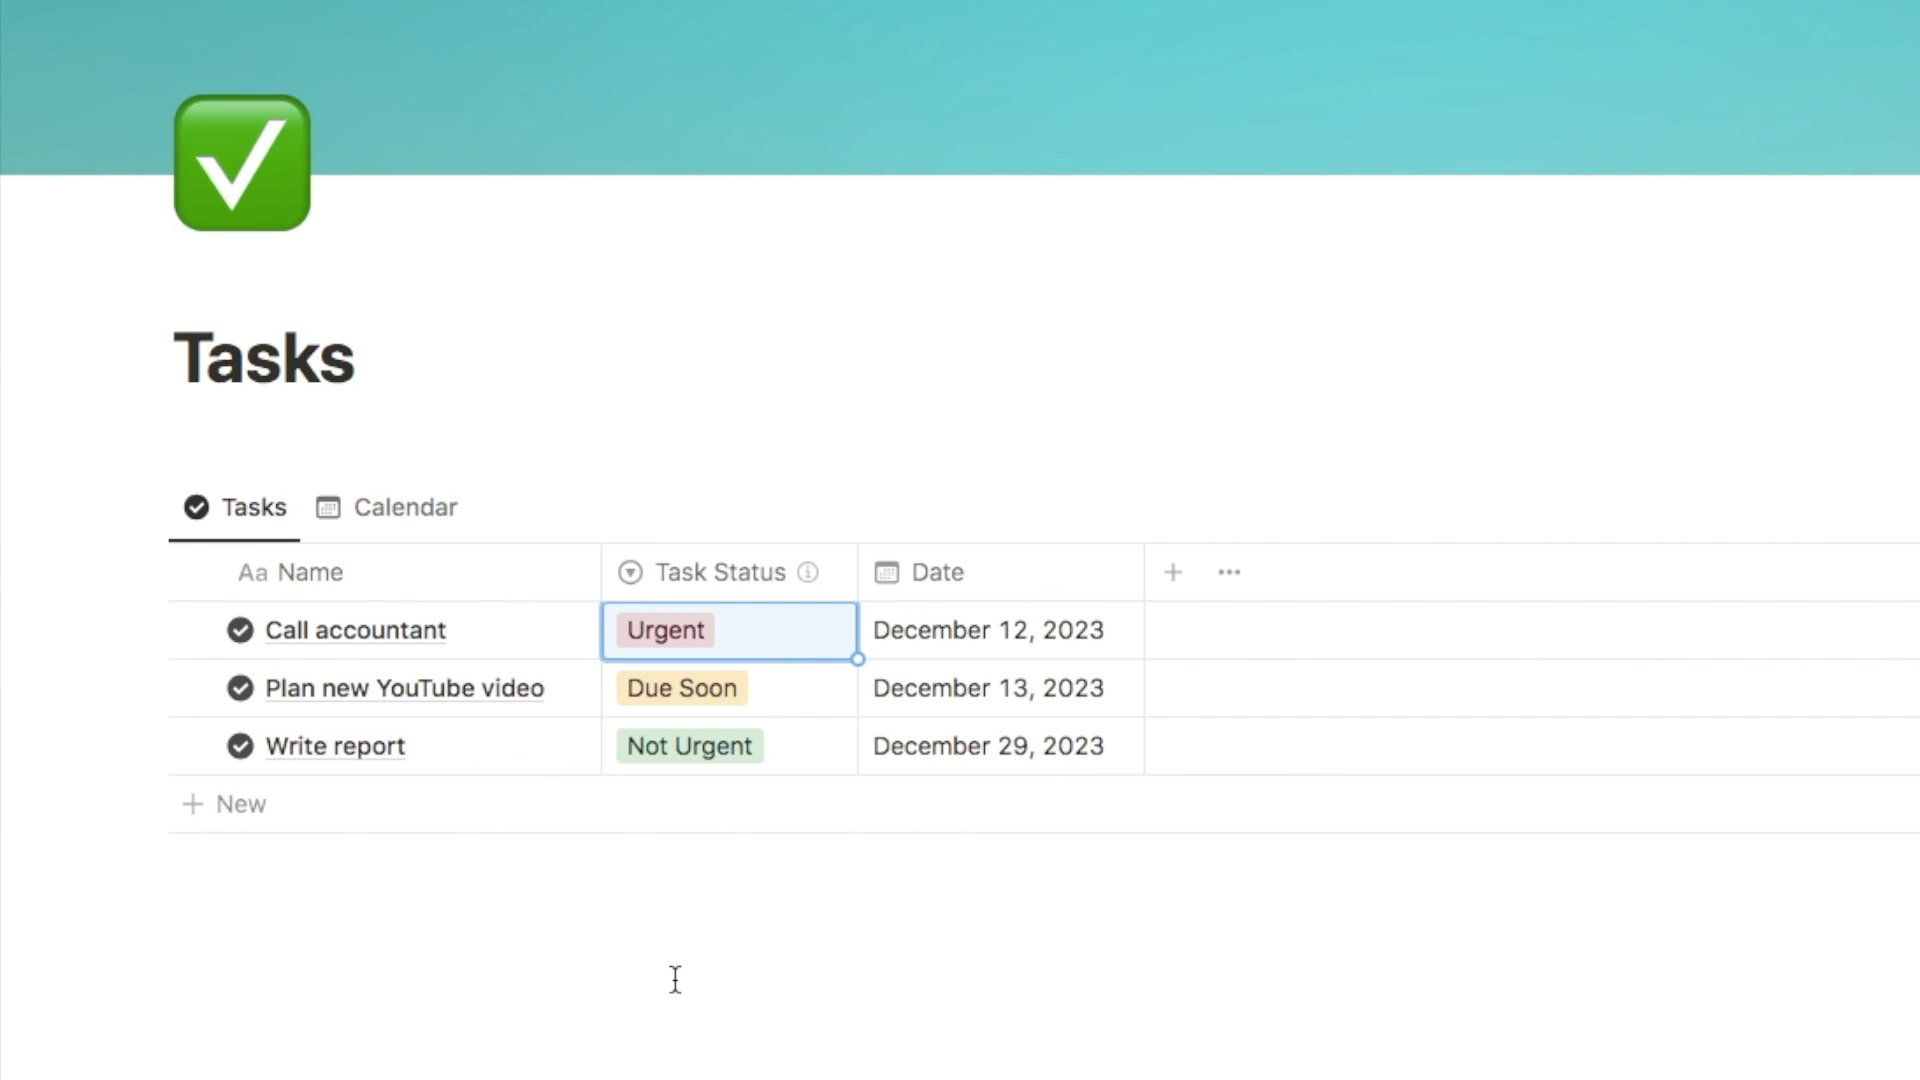 Tasks
Tasks Calendar
Aa Name Task Status Date
Call accountant Urgent December 12, 2023
Plan new YouTube video Due Soon December 13, 2023
Write report Not Urgent December 29, 2023
+ New